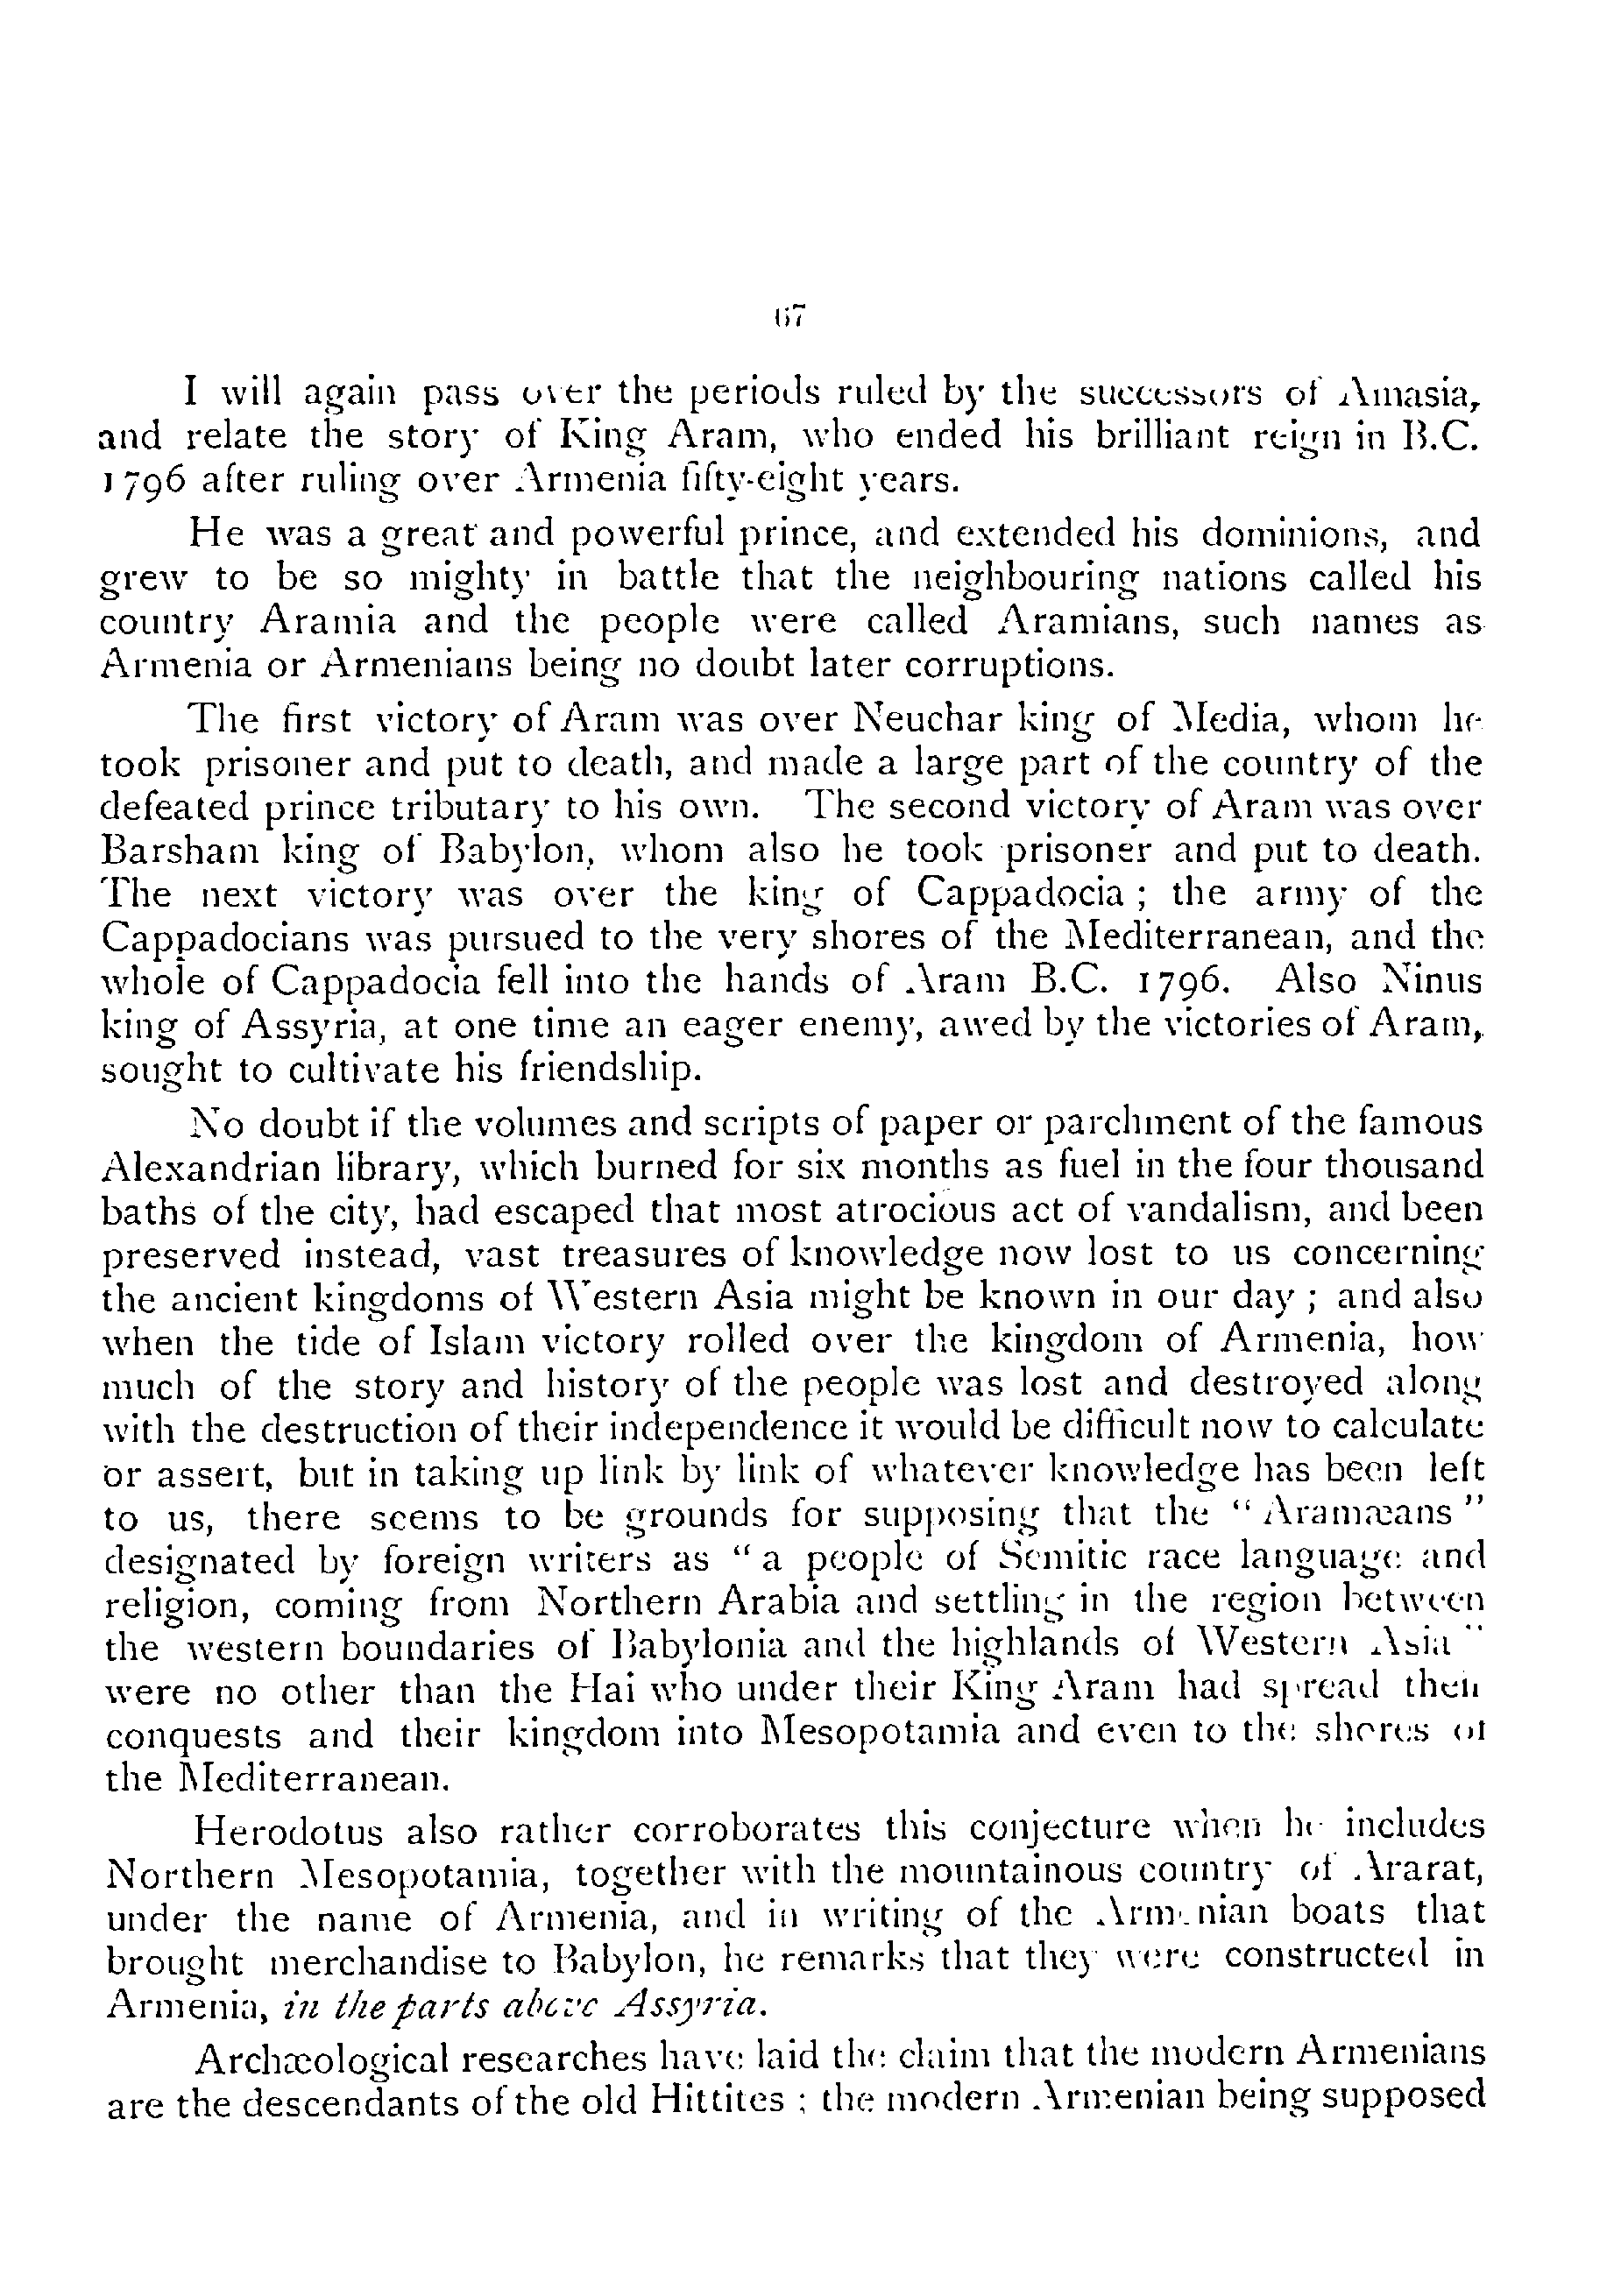 67
I will again pass over the periods ruled by the successors of Amasia,
and relate the story of King Aram, who ended his brilliant reign in B.C.
1796 after ruling over Armenia fifty-eight years.
He was a great and powerful prince, and extended his dominions, and
grew to be so mighty in battle that the neighbouring nations called his
country Aramia and the people were called Aramians, such names as
Armenia or Armenians being no doubt later corruptions.
The first victory of Aram was over Neuchar king of Media, whom he
took prisoner and put to death, and made a large part of the country of the
defeated prince tributary to his own. The second victory of Aram was over
Barsham king of Babylon, whom also he took prisoner and put to death.
The next victory was over the king of Cappadocia ; the army of the
Cappadocians was pursued to the very shores of the Mediterranean, and the
whole of Cappadocia fell into the hands of Aram B.C. 1796. Also Ninus
king of Assyria, at one time an eager enemy, awed by the victories of Aram,
sought to cultivate his friendship.
No doubt if the volumes and scripts of paper or parchment of the famous
Alexandrian library, which burned for six months as fuel in the four thousand
baths of the city, had escaped that most atrocious act of vandalism, and been
preserved instead, vast treasures of knowledge now lost to us concerning
the ancient kingdoms of Western Asia might be known in our day ; and also
when the tide of Islam victory rolled over the kingdom of Armenia, how
much of the story and history of the people was lost and destroyed along
with the destruction of their independence it would be difficult now to calculate
or assert, but in taking up link by link of whatever knowledge has been left
to us, there seems to be grounds for supposing that the “ Aramæans ”
designated by foreign writers as “ a people of Semitic race language and
religion, coming from Northern Arabia and settling in the region between
the western boundaries of Babylonia and the highlands of Western Asia ”
were no other than the Hai who under their King Aram had spread their
conquests and their kingdom into Mesopotamia and even to the shores of
the Mediterranean.
Herodotus also rather corroborates this conjecture when he includes
Northern Mesopotamia, together with the mountainous country of Ararat,
under the name of Armenia, and in writing of the Armenian boats that
brought merchandise to Babylon, he remarks that they were constructed in
Armenia, in the parts above Assyria.
Archæological researches have laid the claim that the modern Armenians
are the descendants of the old Hittites ; the modern Armenian being supposed